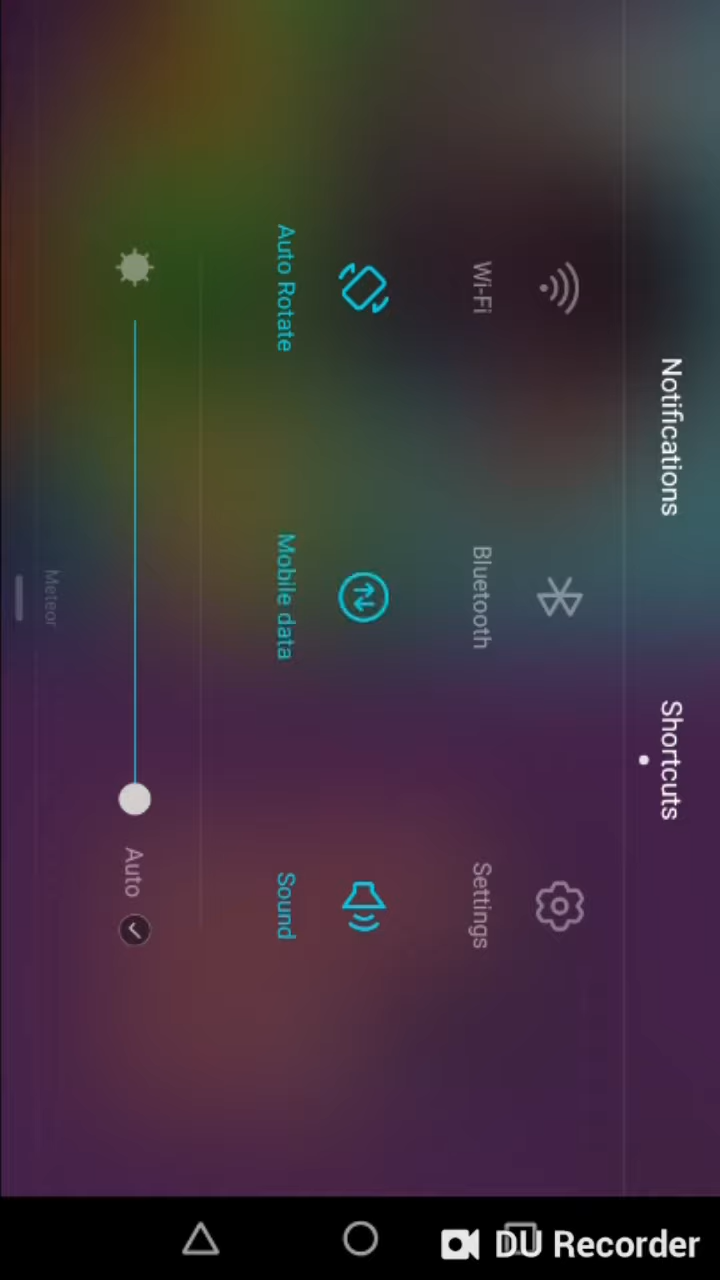 Notifications
Shortcuts
Wi-Fi
Bluetooth
Settings
Auto Rotate
Mobile data
Sound
Auto
Meteor
DU Recorder